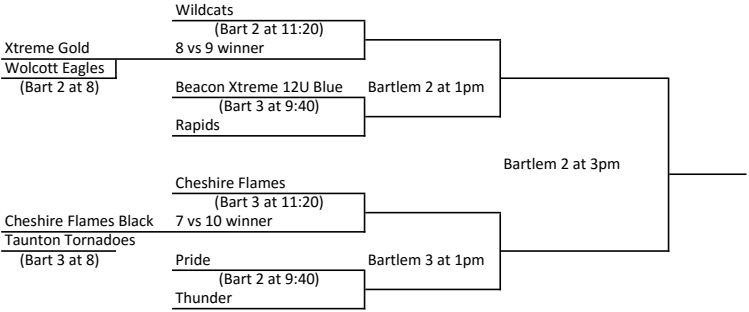 Wildcats
(Bart 2 at 11:20)
Xtreme Gold
8 vs 9 winner
Wolcott Eagles
(Bart 2 at 8)
Beacon Xtreme 12U Blue
Bartlem 2 at 1pm
(Bart 3 at 9:40)
Rapids
Bartlem 2 at 3pm
Cheshire Flames
(Bart 3 at 11:20)
Cheshire Flames Black
7 vs 10 winner
Taunton Tornadoes
(Bart 3 at 8)
Pride
Bartlem 3 at 1pm
(Bart 2 at 9:40)
Thunder